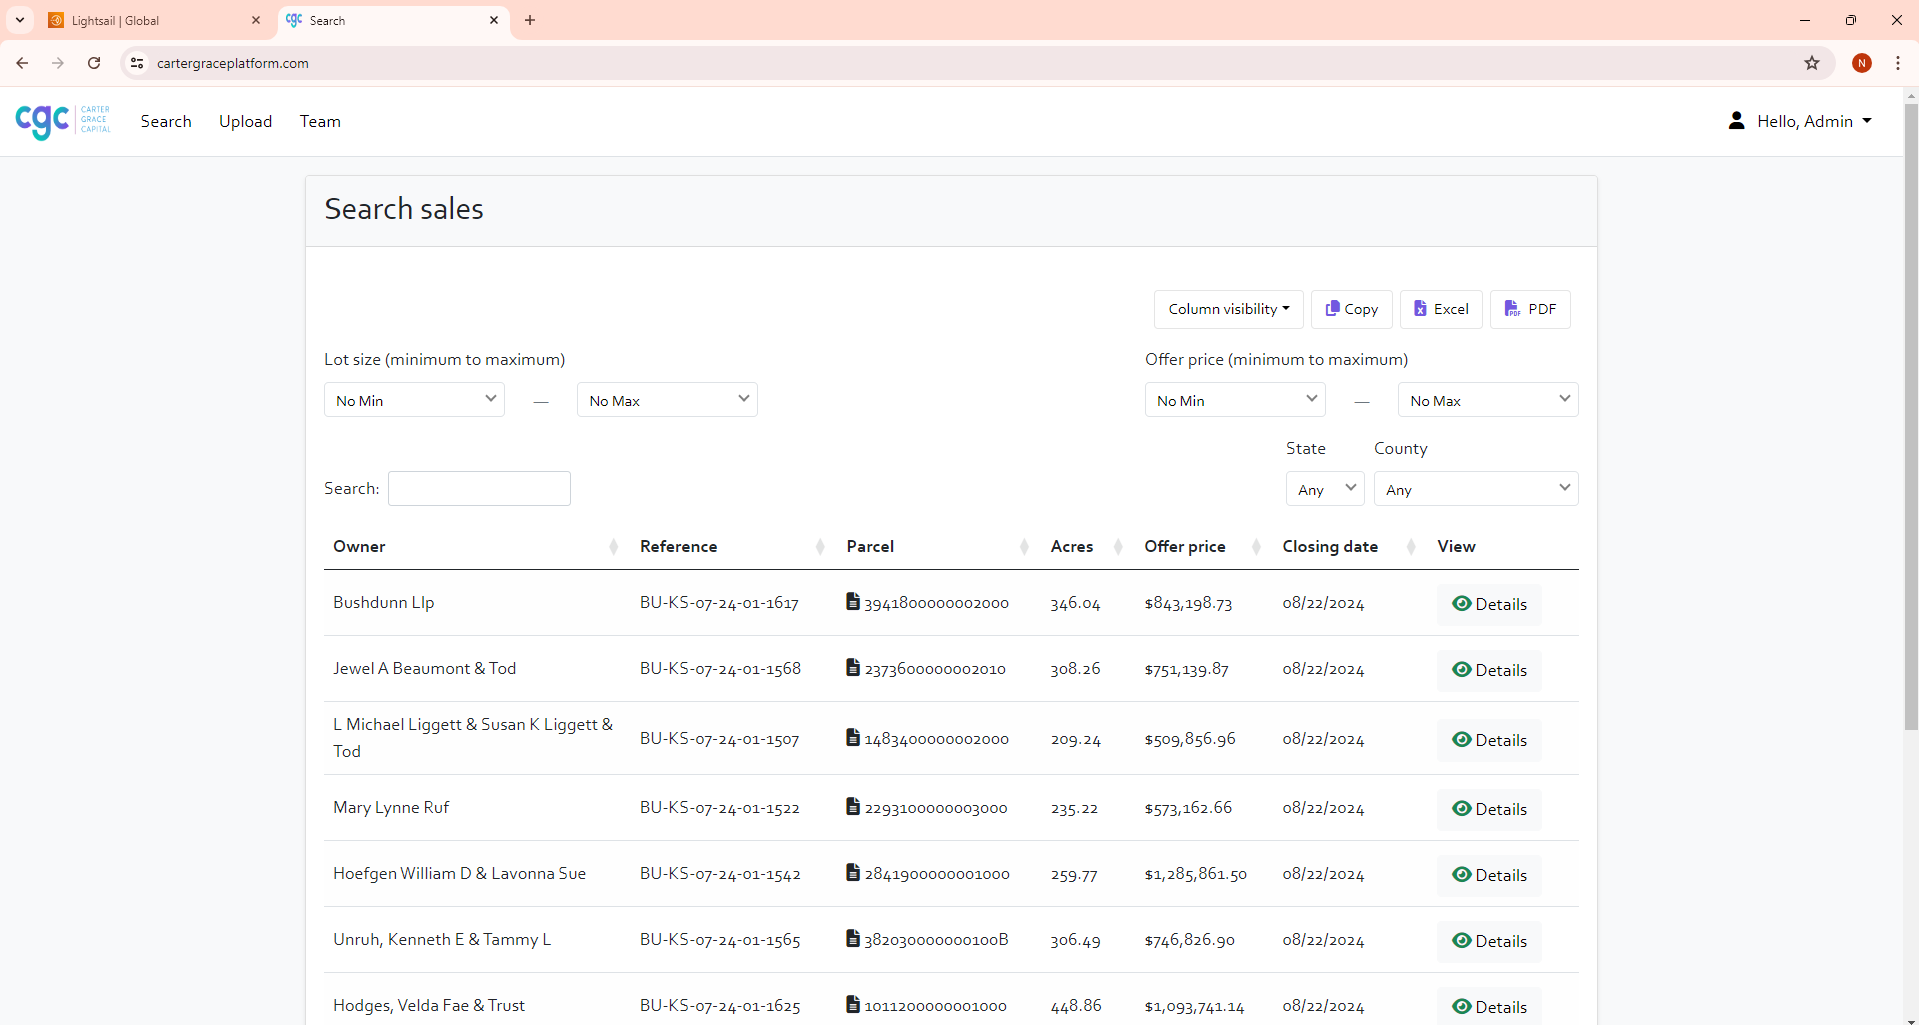 Lightsail | Global
Search
cartergraceplatform.com
N
cgc CARTER GRACE CAPITAL
Search Upload Team
Hello, Admin
Search sales
Column visibility Copy Excel PDF
Lot size (minimum to maximum) Offer price (minimum to maximum)
No Min — No Max No Min — No Max
State County
Search: Any Any
Owner Reference Parcel Acres Offer price Closing date View
Bushdunn Llp BU-KS-07-24-01-1617 3941800000002000 346.04 $843,198.73 08/22/2024 Details
Jewel A Beaumont & Tod BU-KS-07-24-01-1568 2373600000002010 308.26 $751,139.87 08/22/2024 Details
L Michael Liggett & Susan K Liggett &
Tod BU-KS-07-24-01-1507 1483400000002000 209.24 $509,856.96 08/22/2024 Details
Mary Lynne Ruf BU-KS-07-24-01-1522 2293100000003000 235.22 $573,162.66 08/22/2024 Details
Hoefgen William D & Lavonna Sue BU-KS-07-24-01-1542 2841900000001000 259.77 $1,285,861.50 08/22/2024 Details
Unruh, Kenneth E & Tammy L BU-KS-07-24-01-1565 382030000000100B 306.49 $746,826.90 08/22/2024 Details
Hodges, Velda Fae & Trust BU-KS-07-24-01-1625 1011200000001000 448.86 $1,093,741.14 08/22/2024 Details